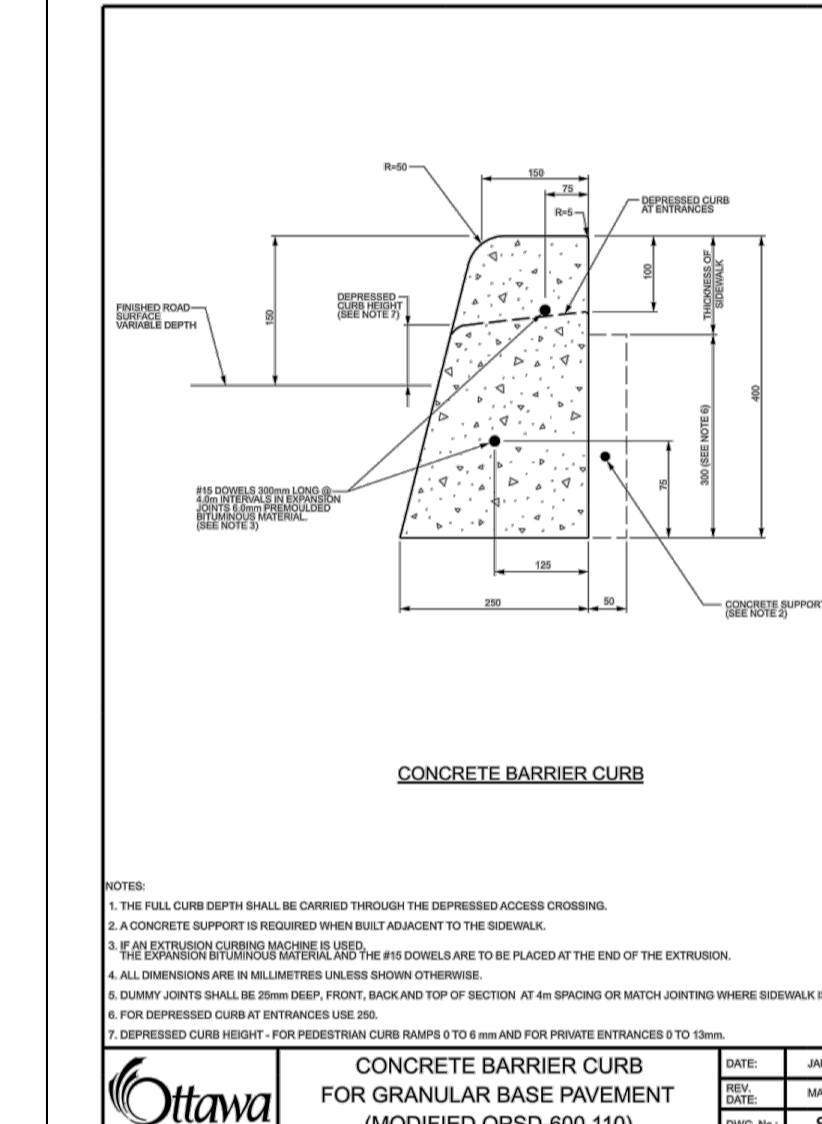 R=50
150
75
R=5
DEPRESSED CURB
AT ENTRANCES
100
THICKNESS OF
SIDEWALK
DEPRESSED
CURB HEIGHT
(SEE NOTE 7)
FINISHED ROAD
SURFACE
VARIABLE DEPTH
150
400
300 (SEE NOTE 6)
75
#15 DOWELS 300mm LONG @
4.0m INTERVALS IN EXPANSION
JOINTS 6.0mm PREMOULDED
BITUMINOUS MATERIAL.
(SEE NOTE 3)
125
250
50
CONCRETE SUPPORT
(SEE NOTE 2)
CONCRETE BARRIER CURB
NOTES:
1. THE FULL CURB DEPTH SHALL BE CARRIED THROUGH THE DEPRESSED ACCESS CROSSING.
2. A CONCRETE SUPPORT IS REQUIRED WHEN BUILT ADJACENT TO THE SIDEWALK.
3. IF AN EXTRUSION CURBING MACHINE IS USED,
THE EXPANSION BITUMINOUS MATERIAL AND THE #15 DOWELS ARE TO BE PLACED AT THE END OF THE EXTRUSION.
4. ALL DIMENSIONS ARE IN MILLIMETRES UNLESS SHOWN OTHERWISE.
5. DUMMY JOINTS SHALL BE 25mm DEEP, FRONT, BACK AND TOP OF SECTION AT 4m SPACING OR MATCH JOINTING WHERE SIDEWALK
6. FOR DEPRESSED CURB AT ENTRANCES USE 250.
7. DEPRESSED CURB HEIGHT - FOR PEDESTRIAN CURB RAMPS 0 TO 6 mm AND FOR PRIVATE ENTRANCES 0 TO 13mm.
Ottawa
CONCRETE BARRIER CURB
FOR GRANULAR BASE PAVEMENT
(MODIFIED OPSD-600.110)
DATE:
REV.
DATE:
DWG. No.: